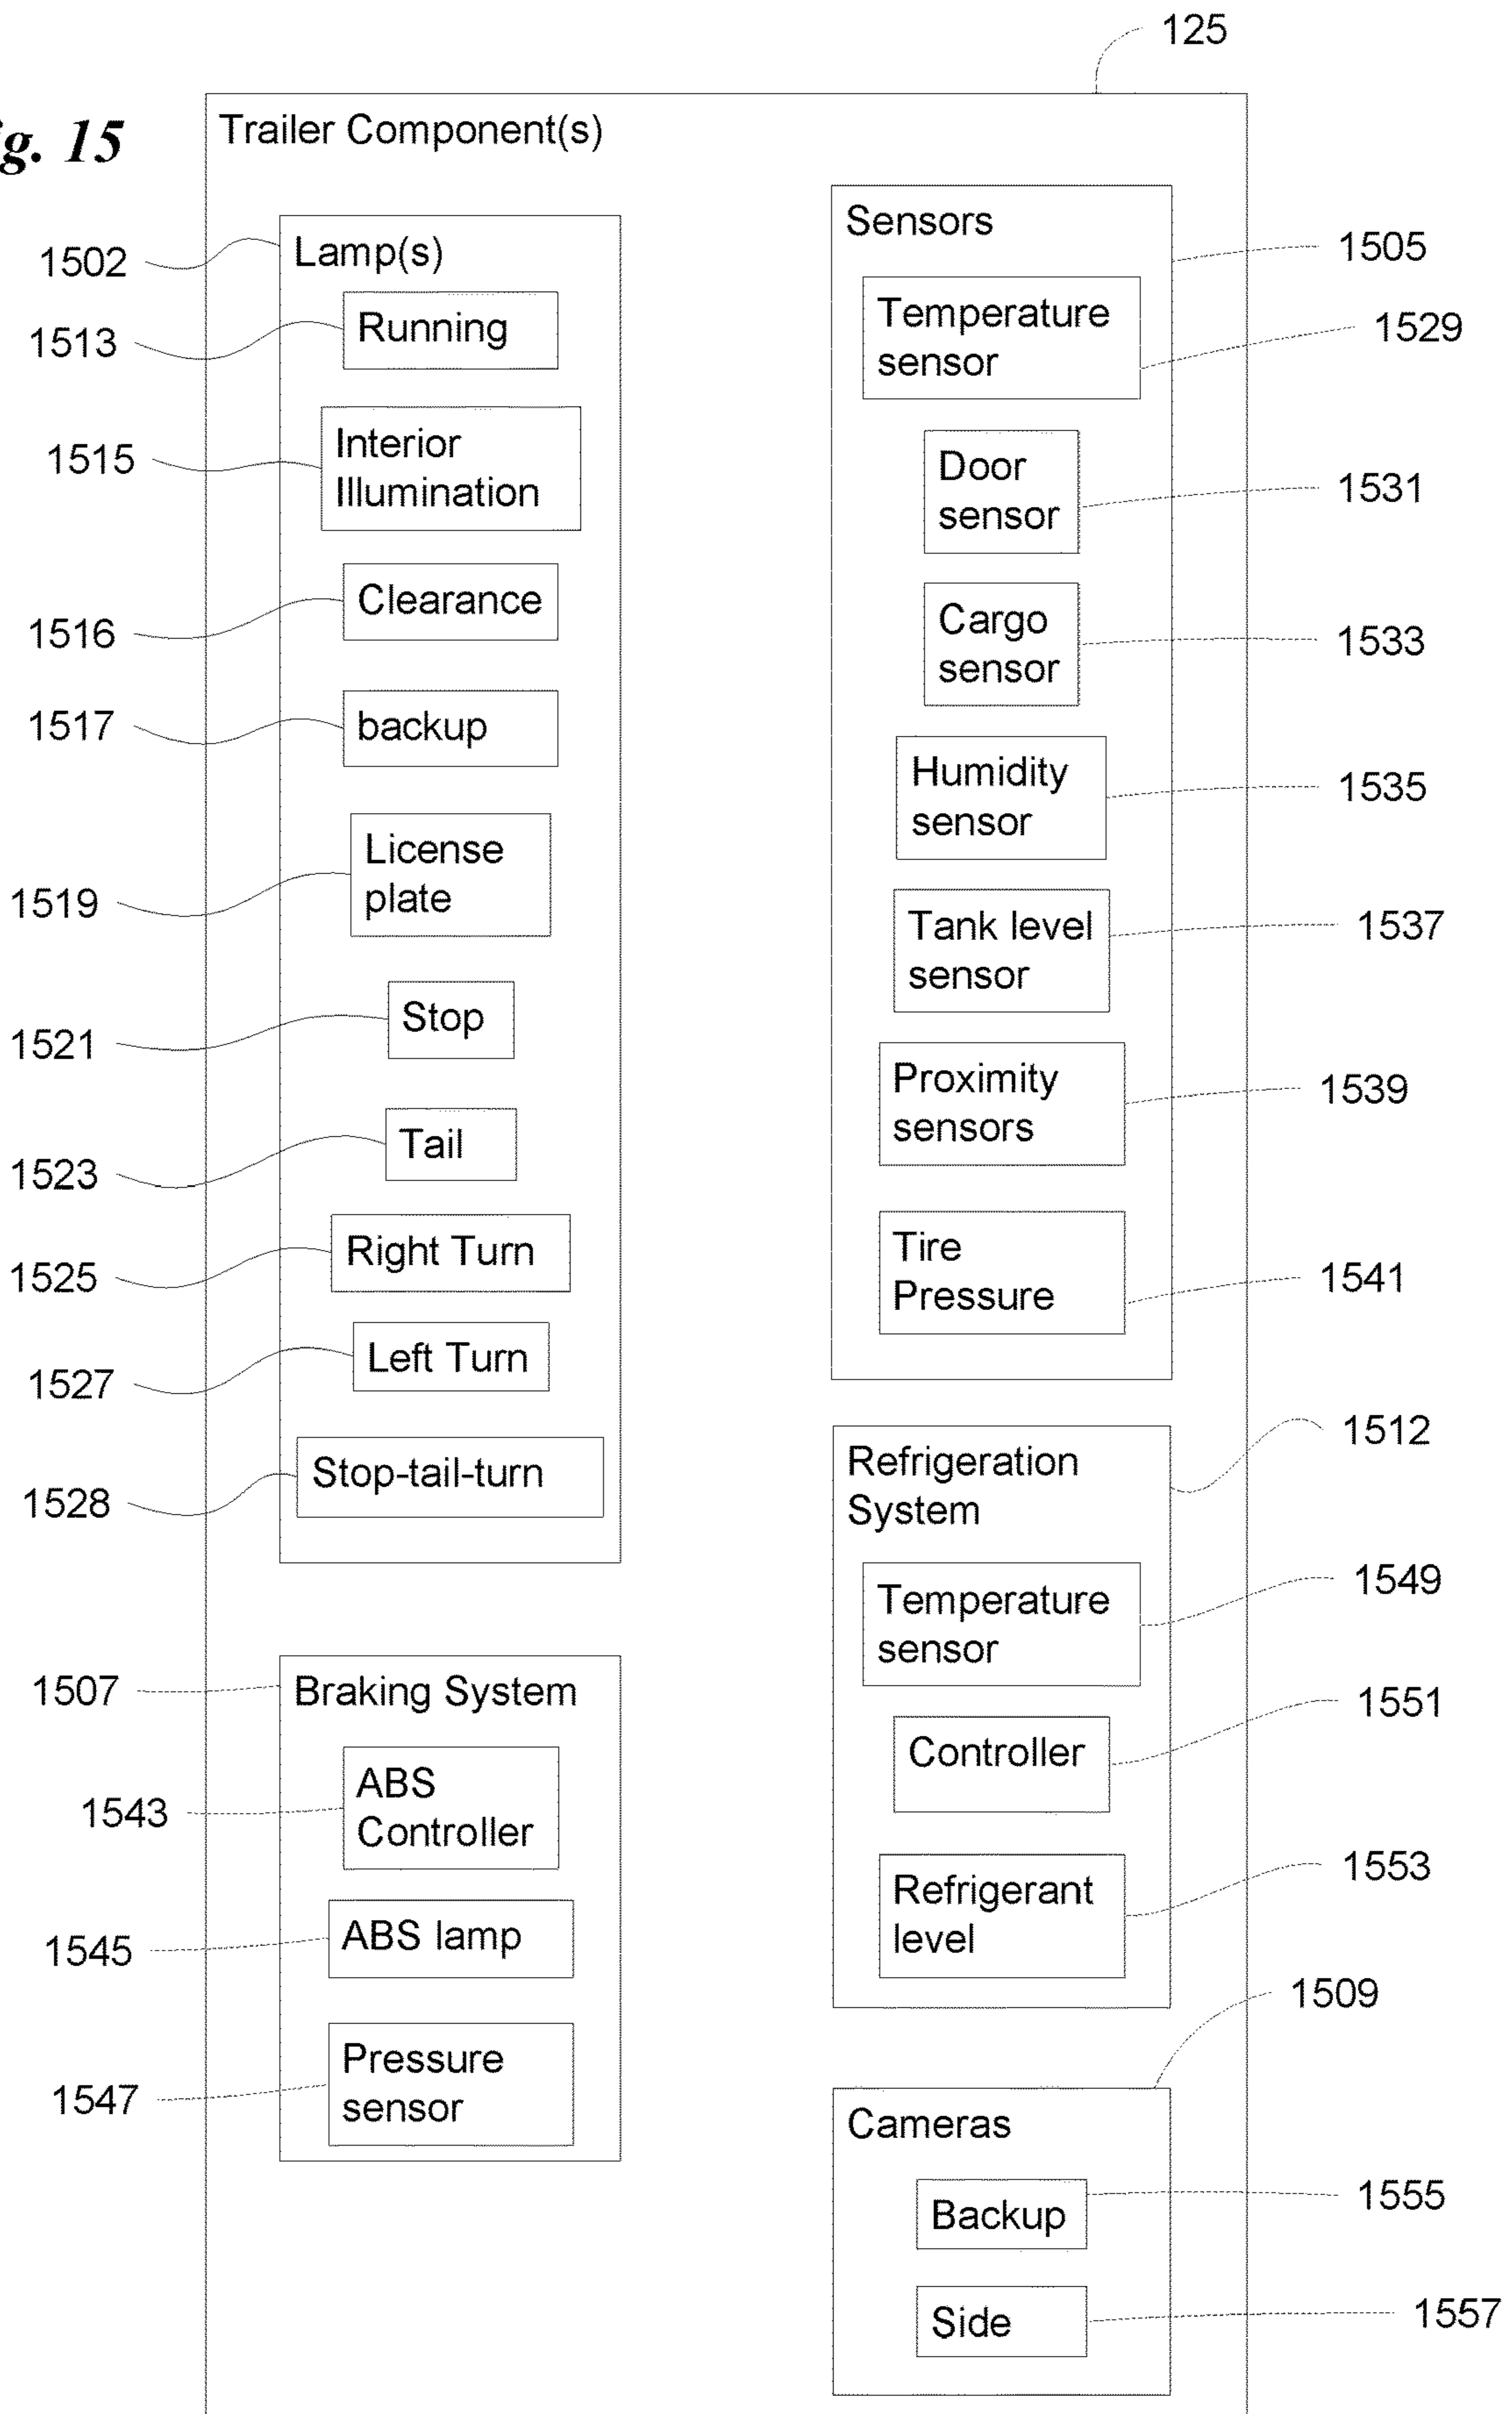 125
g. 15
Trailer Component(s)
1502
Lamp(s)
1513
Running
1515
Interior
Illumination
1516
Clearance
1517
backup
1519
License
plate
1521
Stop
1523
Tail
1525
Right Turn
1527
Left Turn
1528
Stop-tail-turn
1507
Braking System
1543
ABS
Controller
1545
ABS lamp
1547
Pressure
sensor
Sensors
1505
Temperature
sensor
1529
Door
sensor
1531
Cargo
sensor
1533
Humidity
sensor
1535
Tank level
sensor
1537
Proximity
sensors
1539
Tire
Pressure
1541
Refrigeration
System
1512
Temperature
sensor
1549
Controller
1551
Refrigerant
level
1553
Cameras
1509
Backup
1555
Side
1557